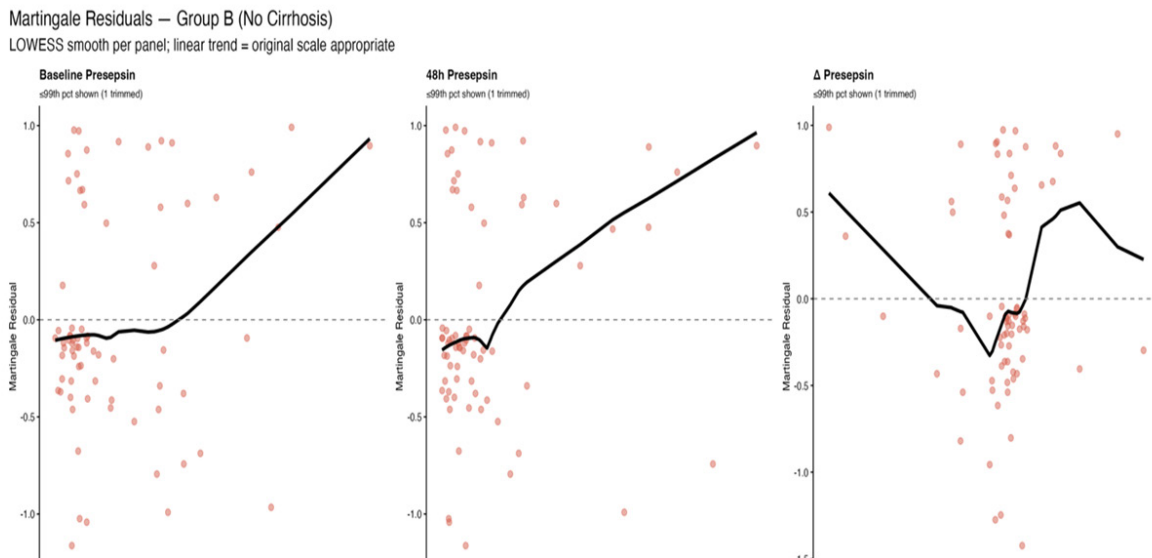 Martingale Residuals — Group B (No Cirrhosis)
LOWESS smooth per panel; linear trend = original scale appropriate
Baseline Presepsin
≤99th pct shown (1 trimmed)
1.0
0.5
0.0
-0.5
-1.0
Martingale Residual
48h Presepsin
≤99th pct shown (1 trimmed)
1.0
0.5
0.0
-0.5
-1.0
Martingale Residual
Δ Presepsin
≤99th pct shown (1 trimmed)
1.0
0.5
0.0
-0.5
-1.0
Martingale Residual